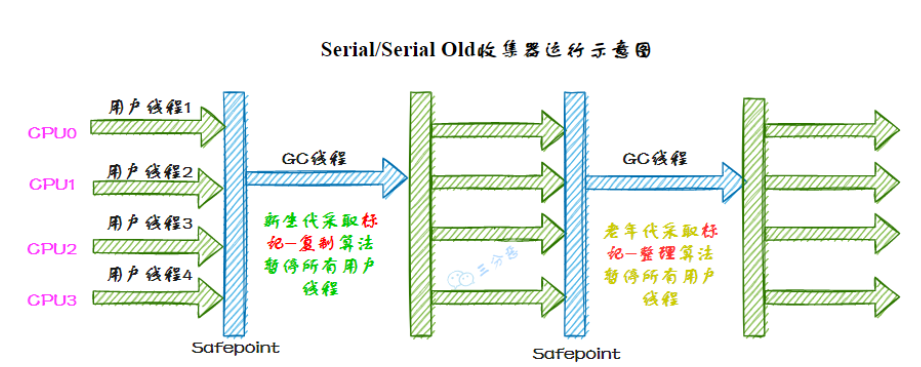 Serial/Serial Old收集器运行示意图
用户线程1
CPU0
GC线程
GC线程
用户线程2
CPU1
新生代采取标
记-复制算法
暂停所有用户
线程
老年代采取标
记-整理算法
暂停所有用户
线程
用户线程3
CPU2
三分恶
用户线程4
CPU3
Safepoint
Safepoint